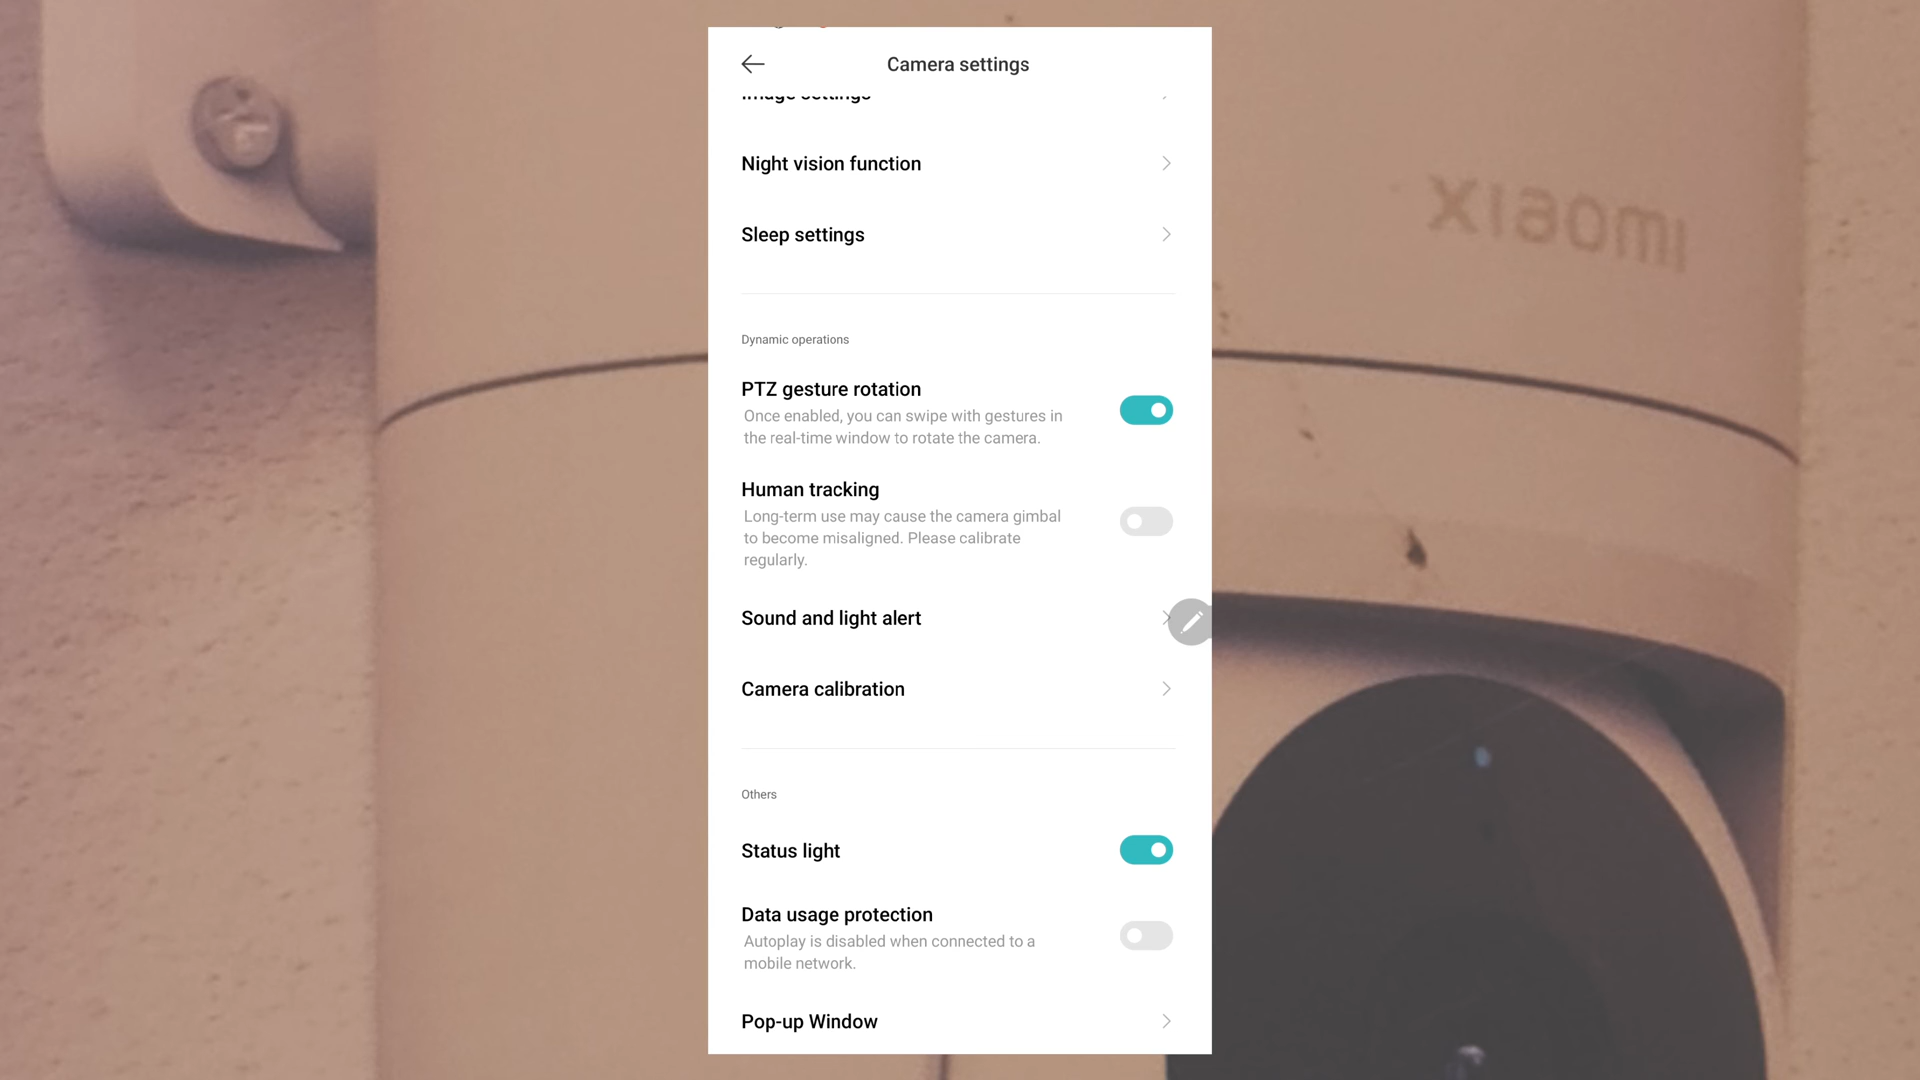 Camera settings
Image settings
Night vision function
xiaomi
Sleep settings
Dynamic operations
PTZ gesture rotation
Once enabled, you can swipe with gestures in
the real-time window to rotate the camera.
Human tracking
Long-term use may cause the camera gimbal
to become misaligned. Please calibrate
regularly.
Sound and light alert
Camera calibration
Others
Status light
Data usage protection
Autoplay is disabled when connected to a
mobile network.
Pop-up Window